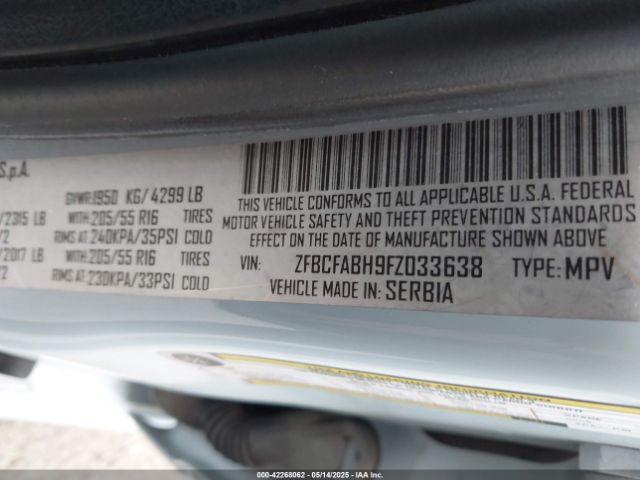 S.p.A.
GVWR:1950 KG/ 4299 LB
/2315 LB WITH:205/55 R16 TIRES
/2 RIMS AT: 240KPA/35PSI COLD
/2017 LB WITH:205/55 R16 TIRES
/2 RIMS AT: 230KPA/33PSI COLD
THIS VEHICLE CONFORMS TO ALL APPLICABLE U.S.A. FEDERAL
MOTOR VEHICLE SAFETY AND THEFT PREVENTION STANDARDS
EFFECT ON THE DATE OF MANUFACTURE SHOWN ABOVE
VIN: ZFBCFABH9FZ033638 TYPE: MPV
VEHICLE MADE IN: SERBIA
000-42268062 - 05/14/2025 - IAAI.COM